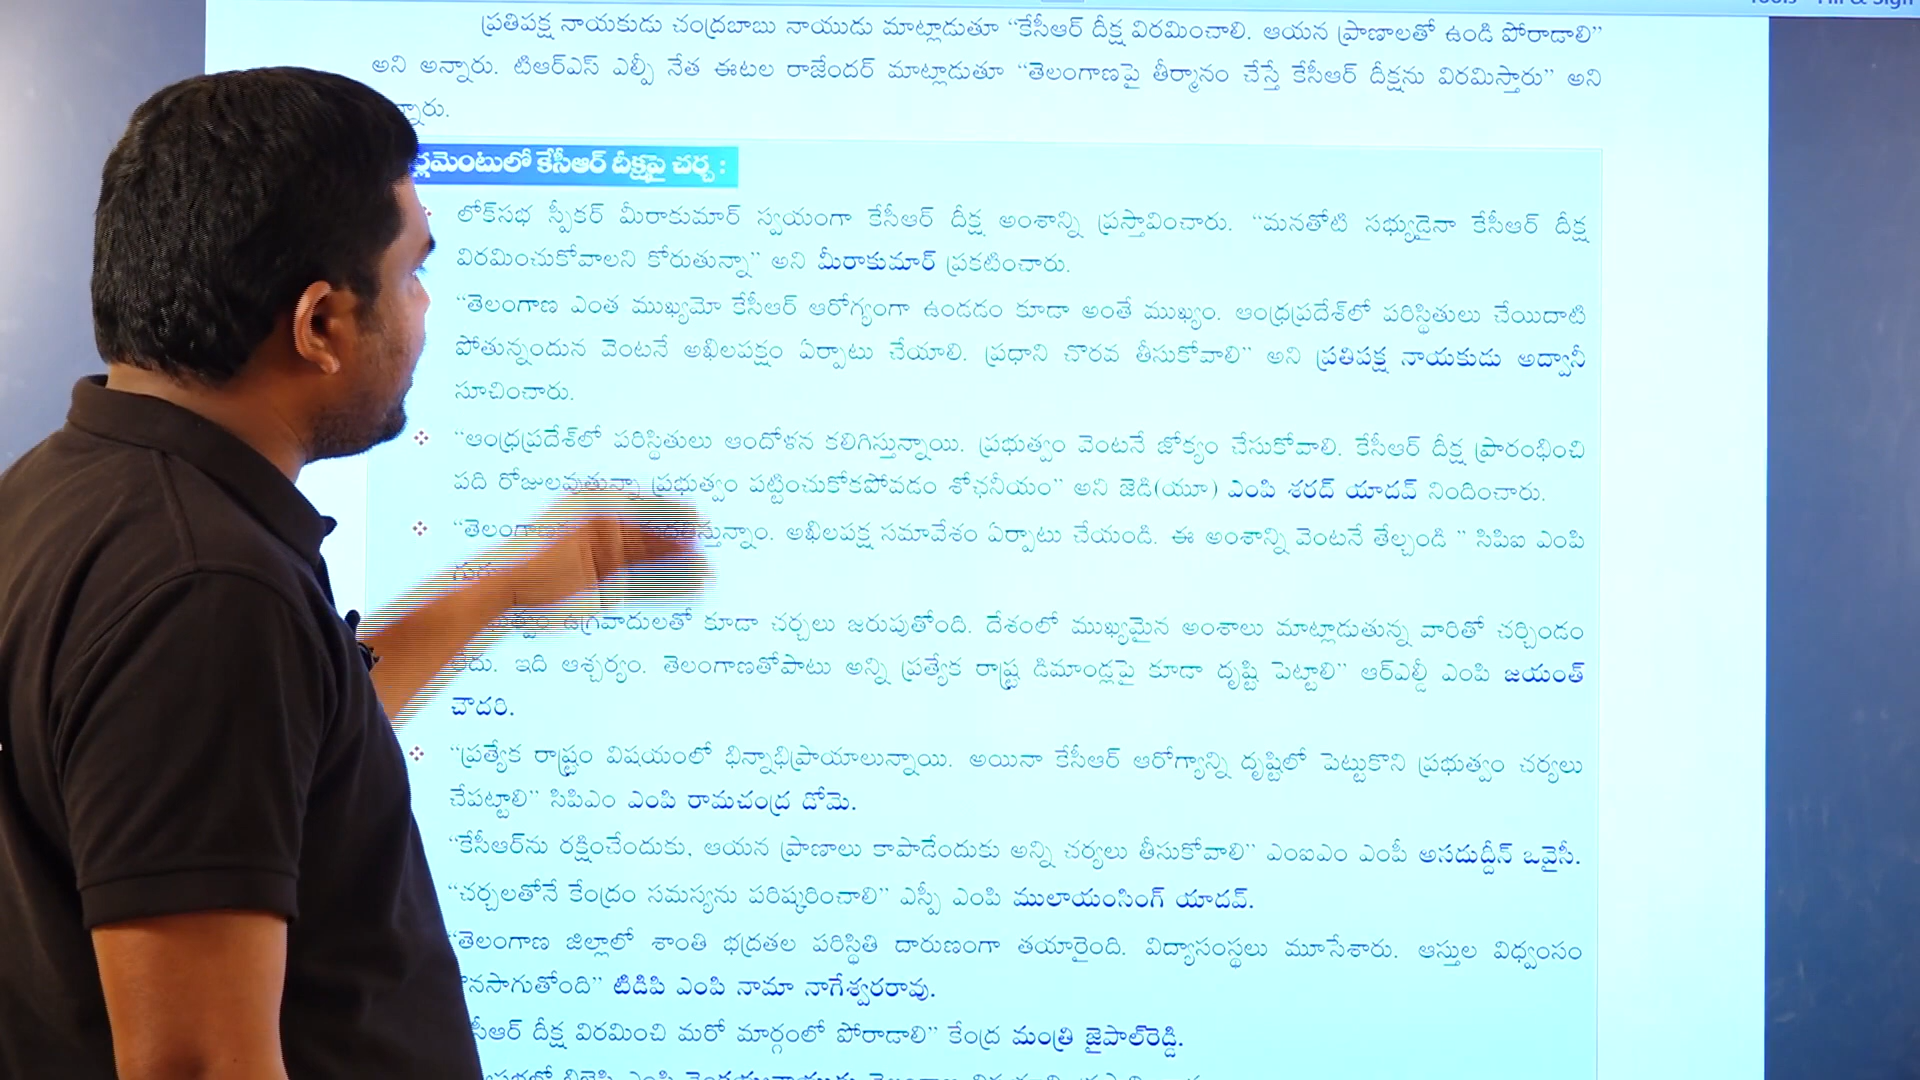 ప్రతిపక్ష నాయకుడు చంద్రబాబు నాయుడు మాట్లాడుతూ “కేసీఆర్ దీక్ష విరమించాలి. ఆయన ప్రాణాలతో ఉండి పోరాడాలి”
అని అన్నారు. టిఆర్ఎస్ ఎల్పీ నేత ఈటల రాజేందర్ మాట్లాడుతూ “తెలంగాణపై తీర్మానం చేస్తే కేసీఆర్ దీక్షను విరమిస్తారు” అని
న్నారు.
ర్లమెంటులో కేసీఆర్ దీక్షపై చర్చ :
లోక్‌సభ స్పీకర్ మీరాకుమార్ స్వయంగా కేసీఆర్ దీక్ష అంశాన్ని ప్రస్తావించారు. “మనతోటి సభ్యుడైనా కేసీఆర్ దీక్ష
విరమించుకోవాలని కోరుతున్నా” అని మీరాకుమార్ ప్రకటించారు.
“తెలంగాణ ఎంత ముఖ్యమో కేసీఆర్ ఆరోగ్యంగా ఉండడం కూడా అంతే ముఖ్యం. ఆంధ్రప్రదేశ్‌లో పరిస్థితులు చేయిదాటి
పోతున్నందున వెంటనే అఖిలపక్షం ఏర్పాటు చేయాలి. ప్రధాని చొరవ తీసుకోవాలి” అని ప్రతిపక్ష నాయకుడు అద్వానీ
సూచించారు.
“ఆంధ్రప్రదేశ్‌లో పరిస్థితులు ఆందోళన కలిగిస్తున్నాయి. ప్రభుత్వం వెంటనే జోక్యం చేసుకోవాలి. కేసీఆర్ దీక్ష ప్రారంభించి
పది రోజులవుతున్నా ప్రభుత్వం పట్టించుకోకపోవడం శోచనీయం” అని జెడి(యూ) ఎంపి శరద్ యాదవ్ నిందించారు.
అఖిలపక్ష సమావేశం ఏర్పాటు చేయండి. ఈ అంశాన్ని వెంటనే తేల్చండి ” సిపిఐ ఎంపి
ఉగ్రవాదులతో కూడా చర్చలు జరుపుతోంది. దేశంలో ముఖ్యమైన అంశాలు మాట్లాడుతున్న వారితో చర్చిండం
లేదు. ఇది ఆశ్చర్యం. తెలంగాణతోపాటు అన్ని ప్రత్యేక రాష్ట్ర డిమాండ్లపై కూడా దృష్టి పెట్టాలి” ఆర్ఎల్డీ ఎంపి జయంత్
చౌదరి.
“ప్రత్యేక రాష్ట్రం విషయంలో భిన్నాభిప్రాయాలున్నాయి. అయినా కేసీఆర్ ఆరోగ్యాన్ని దృష్టిలో పెట్టుకొని ప్రభుత్వం చర్యలు
చేపట్టాలి” సిపిఎం ఎంపి రామచంద్ర డోమె.
“కేసీఆర్‌ను రక్షించేందుకు, ఆయన ప్రాణాలు కాపాడేందుకు అన్ని చర్యలు తీసుకోవాలి” ఎంఐఎం ఎంపీ అసదుద్దీన్ ఒవైసీ.
“చర్చలతోనే కేంద్రం సమస్యను పరిష్కరించాలి” ఎస్పీ ఎంపి ములాయంసింగ్ యాదవ్.
“తెలంగాణ జిల్లాలో శాంతి భద్రతల పరిస్థితి దారుణంగా తయారైంది. విద్యాసంస్థలు మూసేశారు. ఆస్తుల విధ్వంసం
నసాగుతోంది” టిడిపి ఎంపి నామా నాగేశ్వరరావు.
సీఆర్ దీక్ష విరమించి మరో మార్గంలో పోరాడాలి” కేంద్ర మంత్రి జైపాల్‌రెడ్డి.